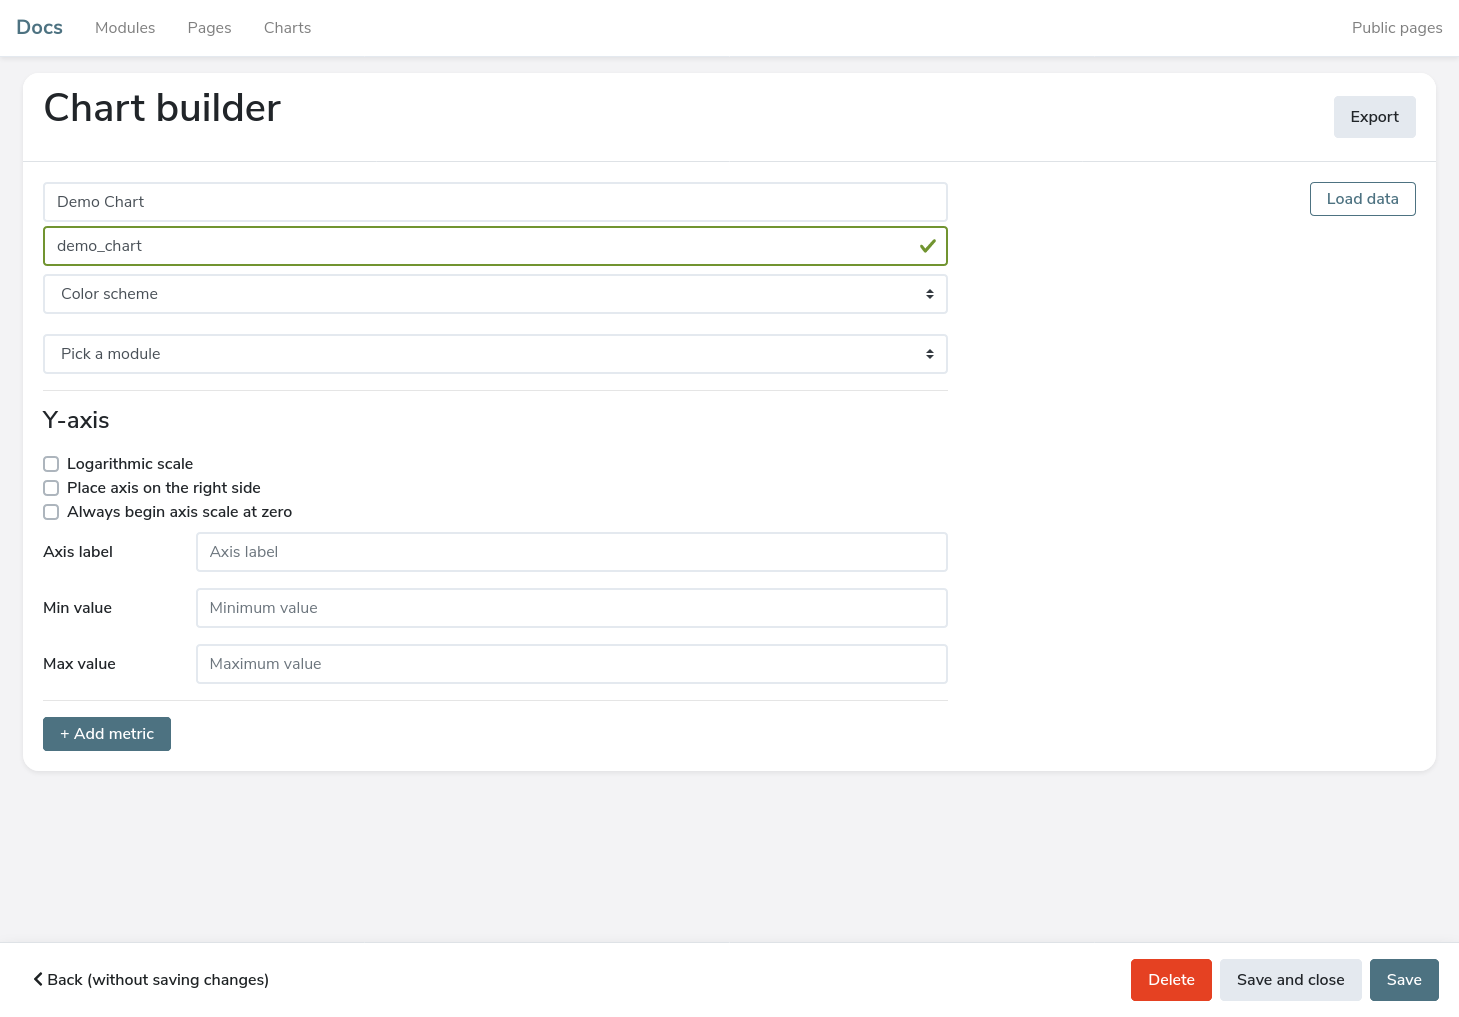 Docs Modules Pages Charts Public pages
Chart builder
Export
Demo Chart
Load data
demo_chart
Color scheme
Pick a module
Y-axis
Logarithmic scale
Place axis on the right side
Always begin axis scale at zero
Axis label Axis label
Min value Minimum value
Max value Maximum value
+ Add metric
Back (without saving changes) Delete Save and close Save